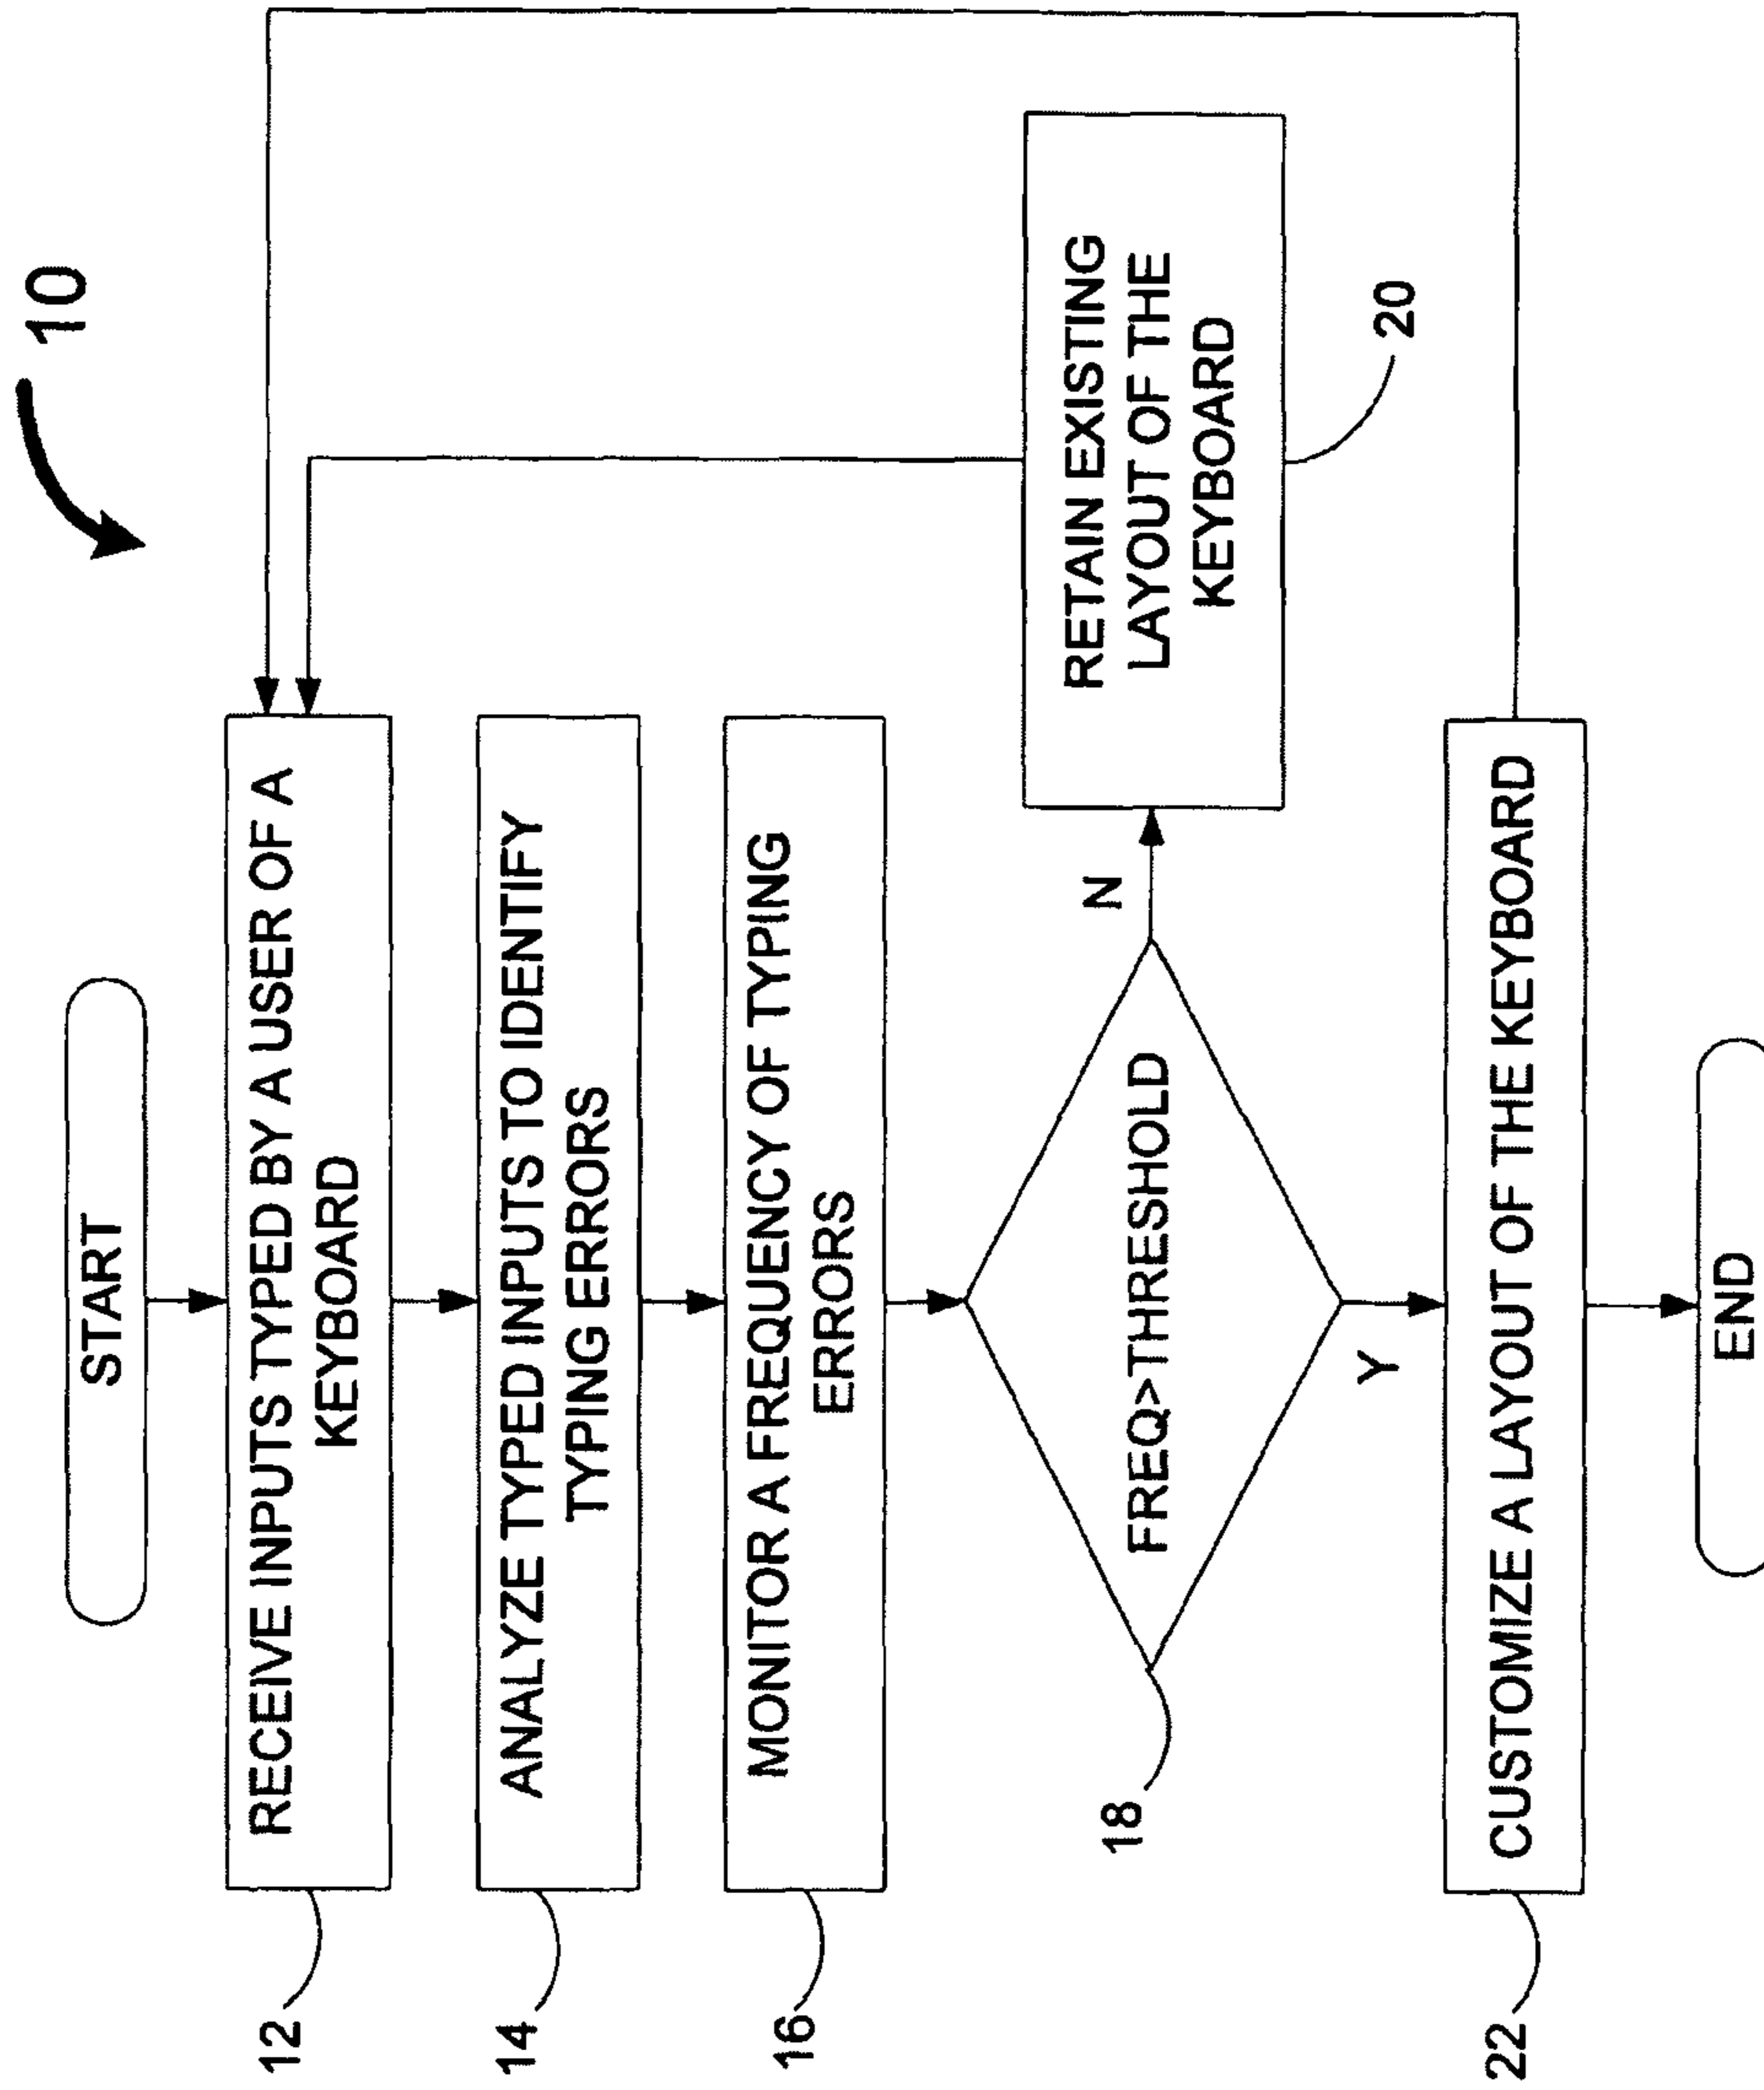 10
START
RECEIVE INPUTS TYPED BY A USER OF A
KEYBOARD
12
ANALYZE TYPED INPUTS TO IDENTIFY
TYPING ERRORS
14
MONITOR A FREQUENCY OF TYPING
ERRORS
16
FREQ>THRESHOLD
18
N
RETAIN EXISTING
LAYOUT OF THE
KEYBOARD
20
Y
CUSTOMIZE A LAYOUT OF THE KEYBOARD
22
END